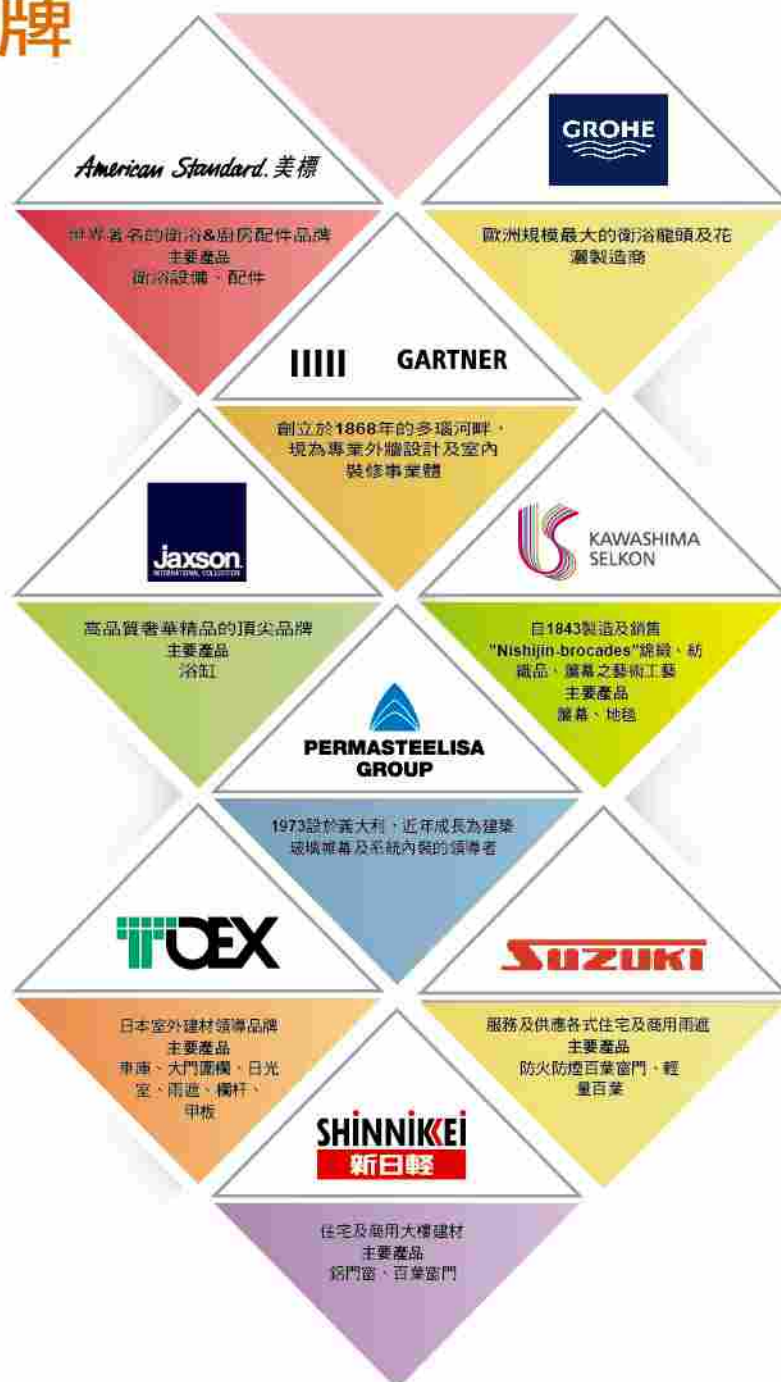 牌
American Standard. 美標
GROHE
世界著名的衛浴&廚房配件品牌
主要產品
衛浴設備、配件
歐洲規模最大的衛浴龍頭及花
灑製造商
GARTNER
創立於1868年的多瑙河畔，
現為專業外牆設計及室內
裝修事業體
jaxson
INTERNATIONAL COLLECTION
KAWASHIMA
SELKON
高品質奢華精品的頂尖品牌
主要產品
浴缸
自1843製造及銷售
"Nishijin-brocades"錦緞、紡
織品、簾幕之藝術工藝
主要產品
簾幕、地毯
PERMASTEELISA
GROUP
1973設於義大利，近年成長為建築
玻璃帷幕及系統內裝的領導者
TOEX
SUZUKI
日本室外建材領導品牌
主要產品
車庫、大門圍欄、日光
室、雨遮、欄杆、
甲板
服務及供應各式住宅及商用雨遮
主要產品
防火防煙百葉窗門、輕
量百葉
SHiNNiKKEi
新日軽
住宅及商用大樓建材
主要產品
鋁門窗、百葉窗門